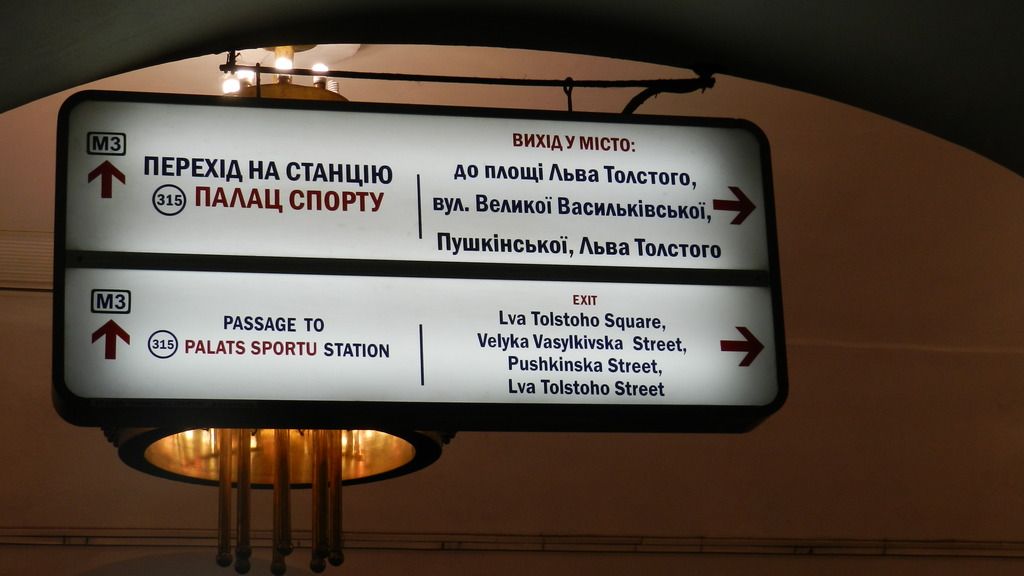 М3
ПЕРЕХІД НА СТАНЦІЮ
315 ПАЛАЦ СПОРТУ
ВИХІД У МІСТО:
до площі Льва Толстого,
вул. Великої Васильківської,
Пушкінської, Льва Толстого
М3
PASSAGE TO
315 PALATS SPORTU STATION
EXIT
Lva Tolstoho Square,
Velyka Vasylkivska Street,
Pushkinska Street,
Lva Tolstoho Street